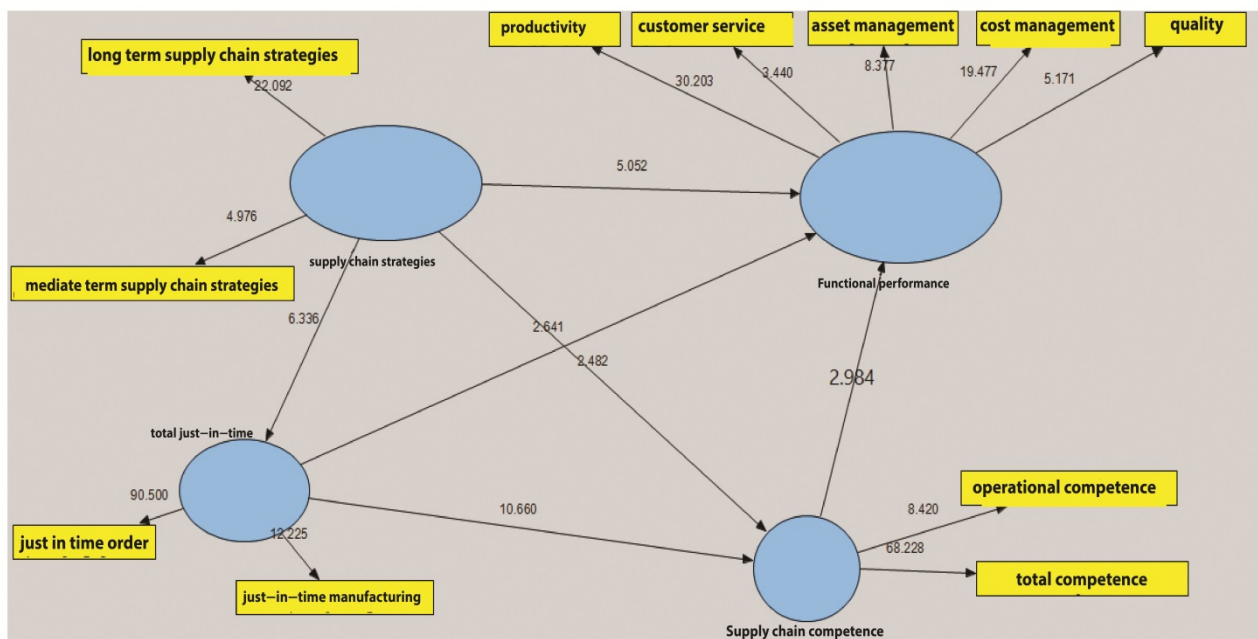 productivity
customer service
asset management
cost management
quality
long term supply chain strategies
22.092
30.203
3.440
8.377
19.477
5.171
5.052
4.976
supply chain strategies
mediate term supply chain strategies
Functional performance
6.336
2.641
2.482
2.984
total just-in-time
90.500
just in time order
12.225
just-in-time manufacturing
10.660
operational competence
8.420
68.228
total competence
Supply chain competence